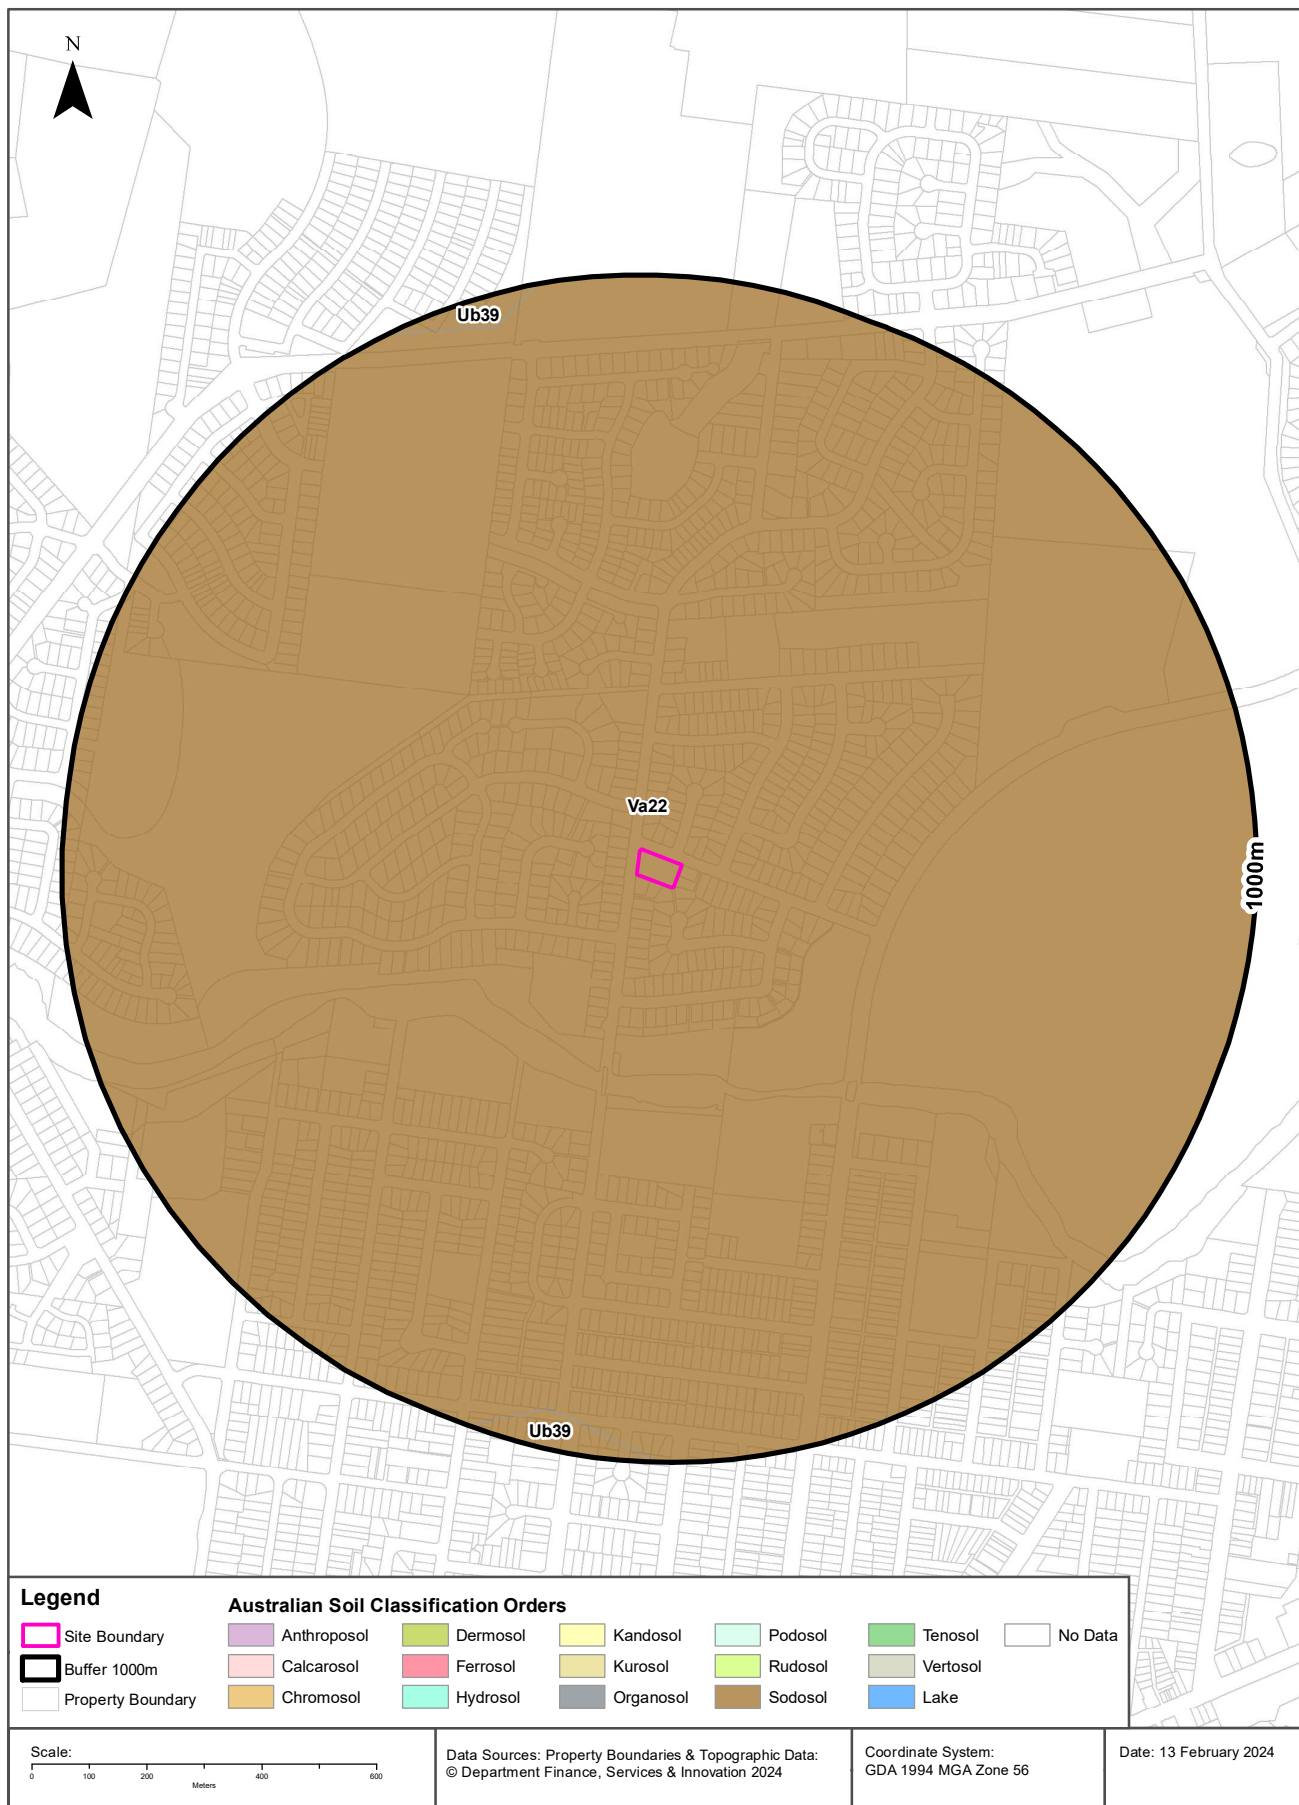 N
Ub39
Va22
1000m
Ub39
Legend
Site Boundary
Buffer 1000m
Property Boundary
Australian Soil Classification Orders
Anthroposol
Dermosol
Kandosol
Podosol
Tenosol
No Data
Calcarosol
Ferrosol
Kurosol
Rudosol
Vertosol
Chromosol
Hydrosol
Organosol
Sodosol
Lake
Scale:
0 100 200 400 600
Meters
Data Sources: Property Boundaries & Topographic Data:
© Department Finance, Services & Innovation 2024
Coordinate System:
GDA 1994 MGA Zone 56
Date: 13 February 2024